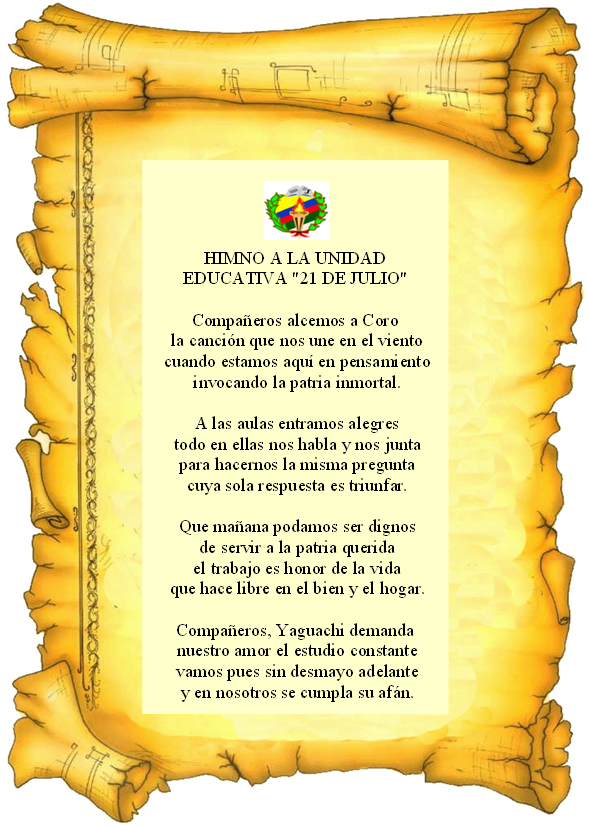 HIMNO A LA UNIDAD
EDUCATIVA "21 DE JULIO"
Compañeros alcemos a Coro
la canción que nos une en el viento
cuando estamos aquí en pensamiento
invocando la patria inmortal.
A las aulas entramos alegres
todo en ellas nos habla y nos junta
para hacernos la misma pregunta
cuya sola respuesta es triunfar.
Que mañana podamos ser dignos
de servir a la patria querida
el trabajo es honor de la vida
que hace libre en el bien y el hogar.
Compañeros, Yaguachi demanda
nuestro amor el estudio constante
vamos pues sin desmayo adelante
y en nosotros se cumpla su afán.